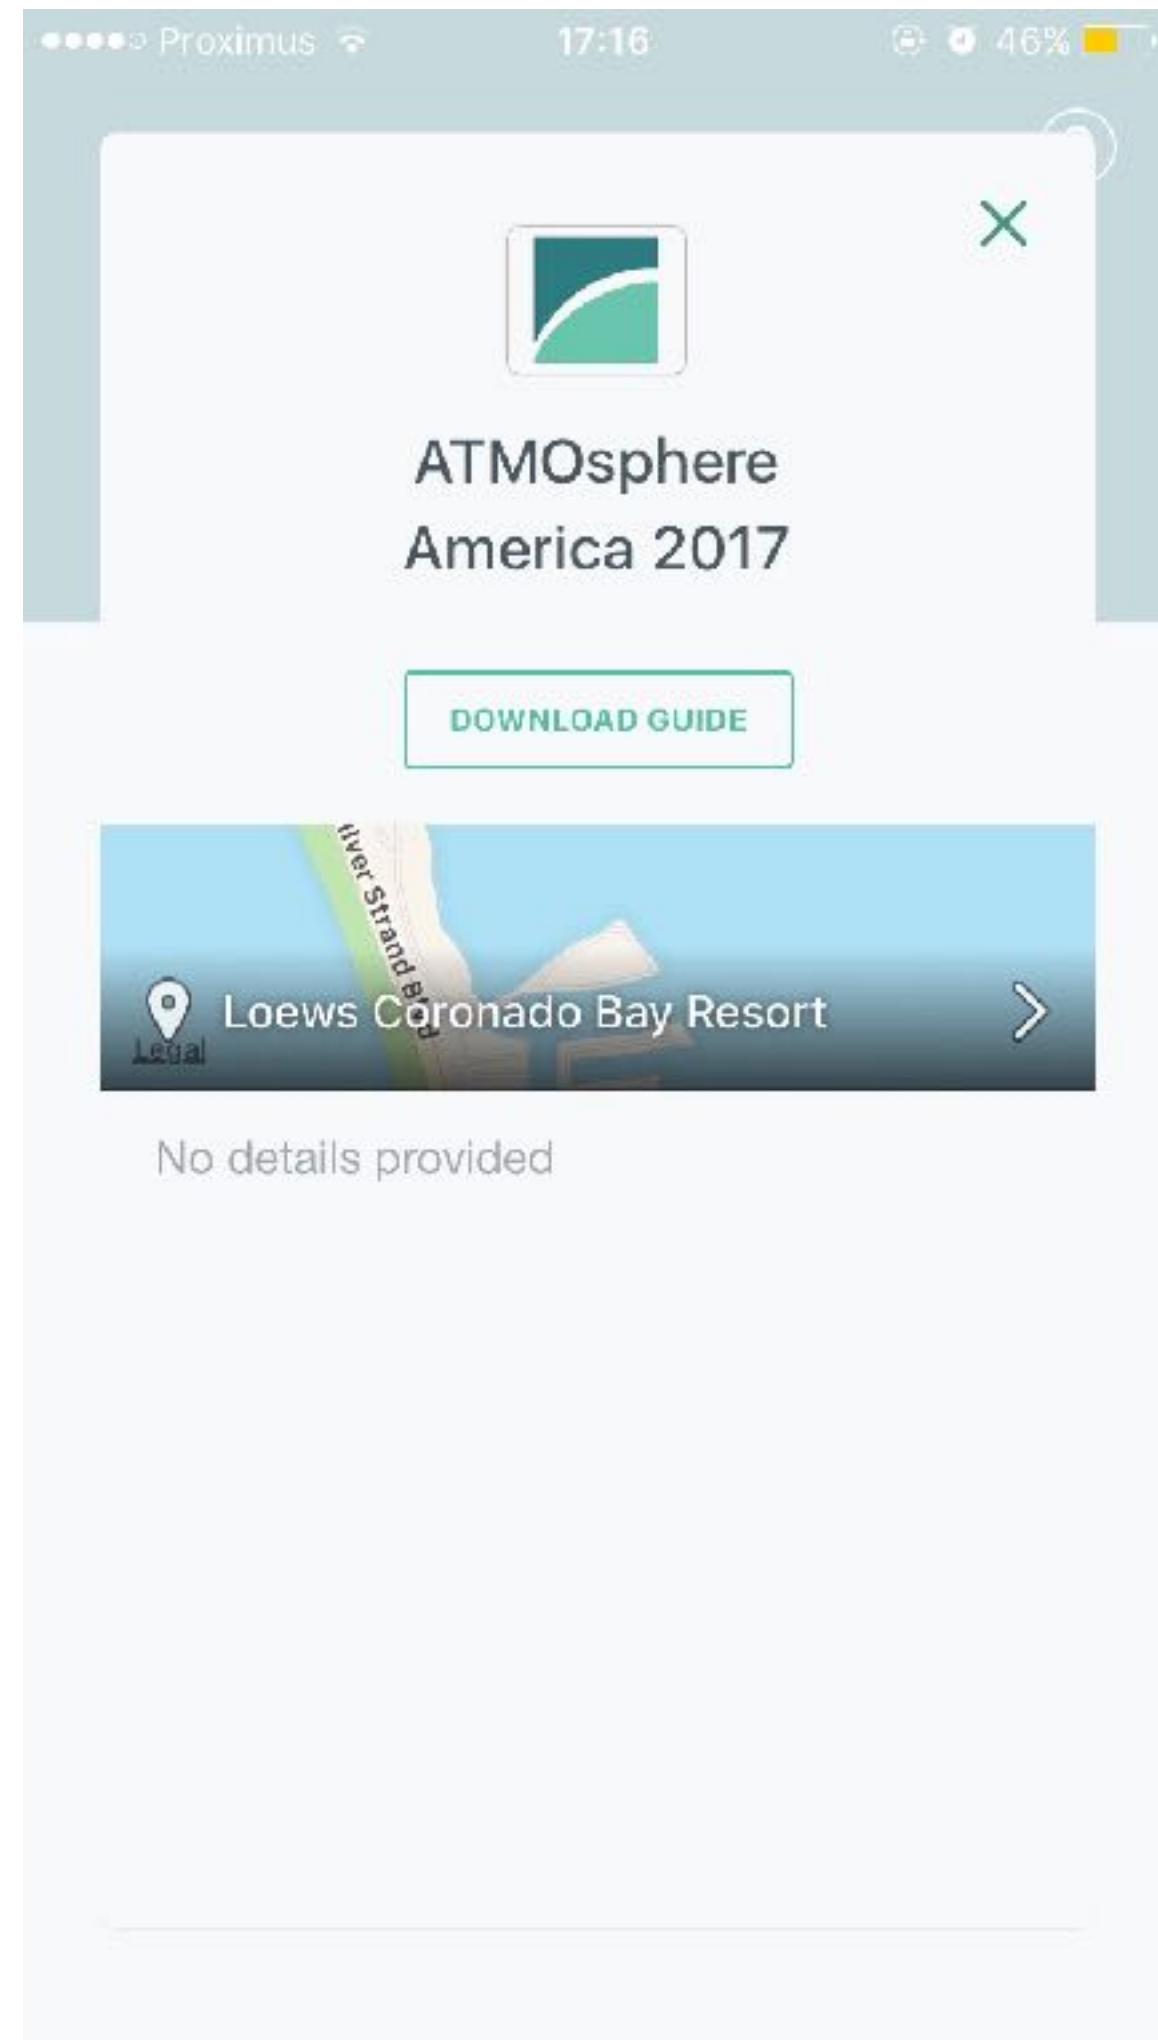 Proximus 17:16 46%
ATMOsphere
America 2017
DOWNLOAD GUIDE
Strand
Loews Coronado Bay Resort
Legal
No details provided